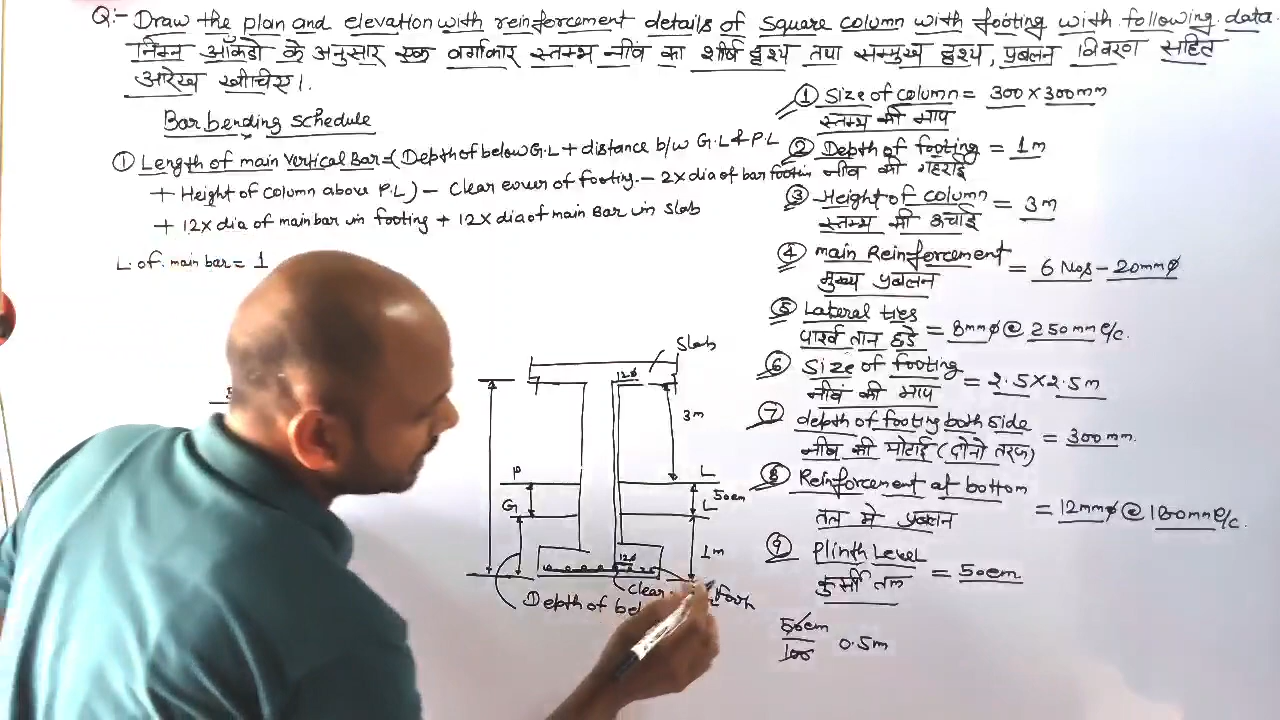 Q:- Draw the plan and elevation with reinforcement details of square column with footing with following data.
निम्न आँकडो के अनुसार एक वर्गाकार स्तम्भ नींव का शीर्ष दृश्य तथा सम्मुख दृश्य, प्रबलन विवरण सहित
आरेख खीचिए।
Bar bending schedule
① Length of main vertical Bar = (Depth of below G.L + distance b/w G.L & P.L
+ Height of column above P.L) - Clear cover of footing - 2x dia of bar footin
+ 12x dia of main bar in footing + 12x dia of main Bar in slab
L. of. main bar = 1
① Size of column = 300 x 300mm
स्तम्भ की माप
② Depth of footing = 1m
नींव की गहराई
③ Height of column = 3m
स्तम्भ की ऊचाई
④ main Reinforcement = 6 Nos - 20mmϕ
मुख्य प्रबलन
⑤ Lateral ties
पार्श्व तान छडे = 8mmϕ @ 250mm c/c.
⑥ Size of footing
नींव की माप = 2.5x2.5m
⑦ depth of footing both side
नींव की मोटाई (दोनो तरफ) = 300mm.
⑧ Reinforcement at bottom
तल मे प्रबलन = 12mmϕ @ 180mm c/c.
⑨ Plinth Level
कुर्सी तल = 50cm
50cm
100
0.5m
Slab
12ϕ
3m
P
L
50cm
G
L
12ϕ
1m
Clear
Depth of be